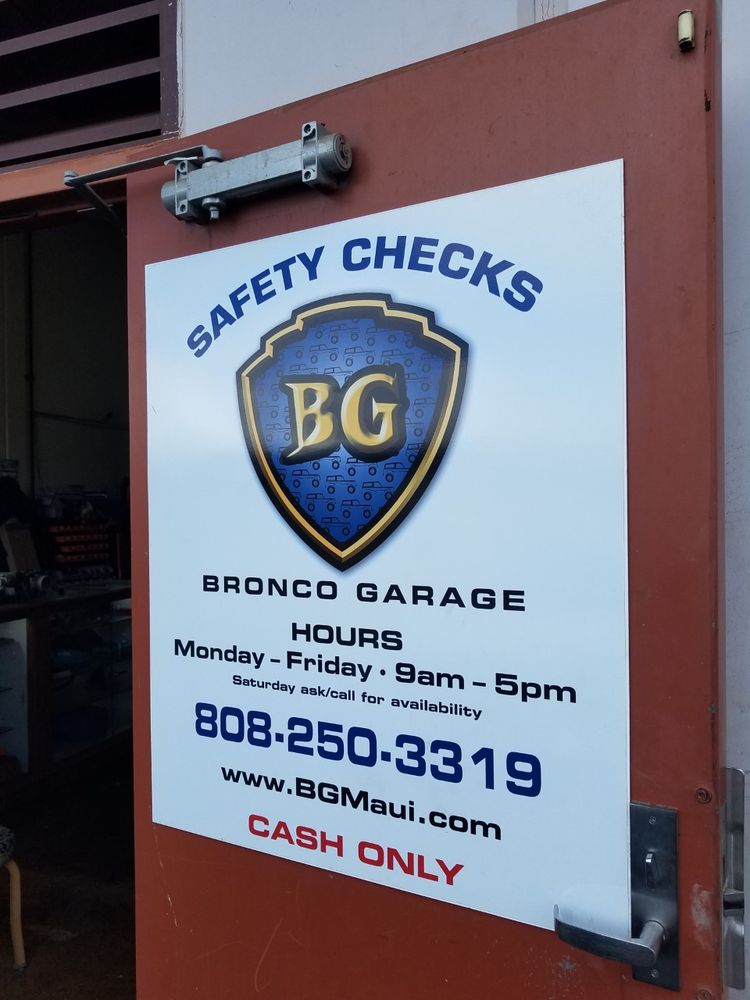 SAFETY CHECKS
BG
BRONCO GARAGE
HOURS
Monday - Friday • 9am - 5pm
Saturday ask/call for availability
808-250-3319
www.BGMaui.com
CASH ONLY